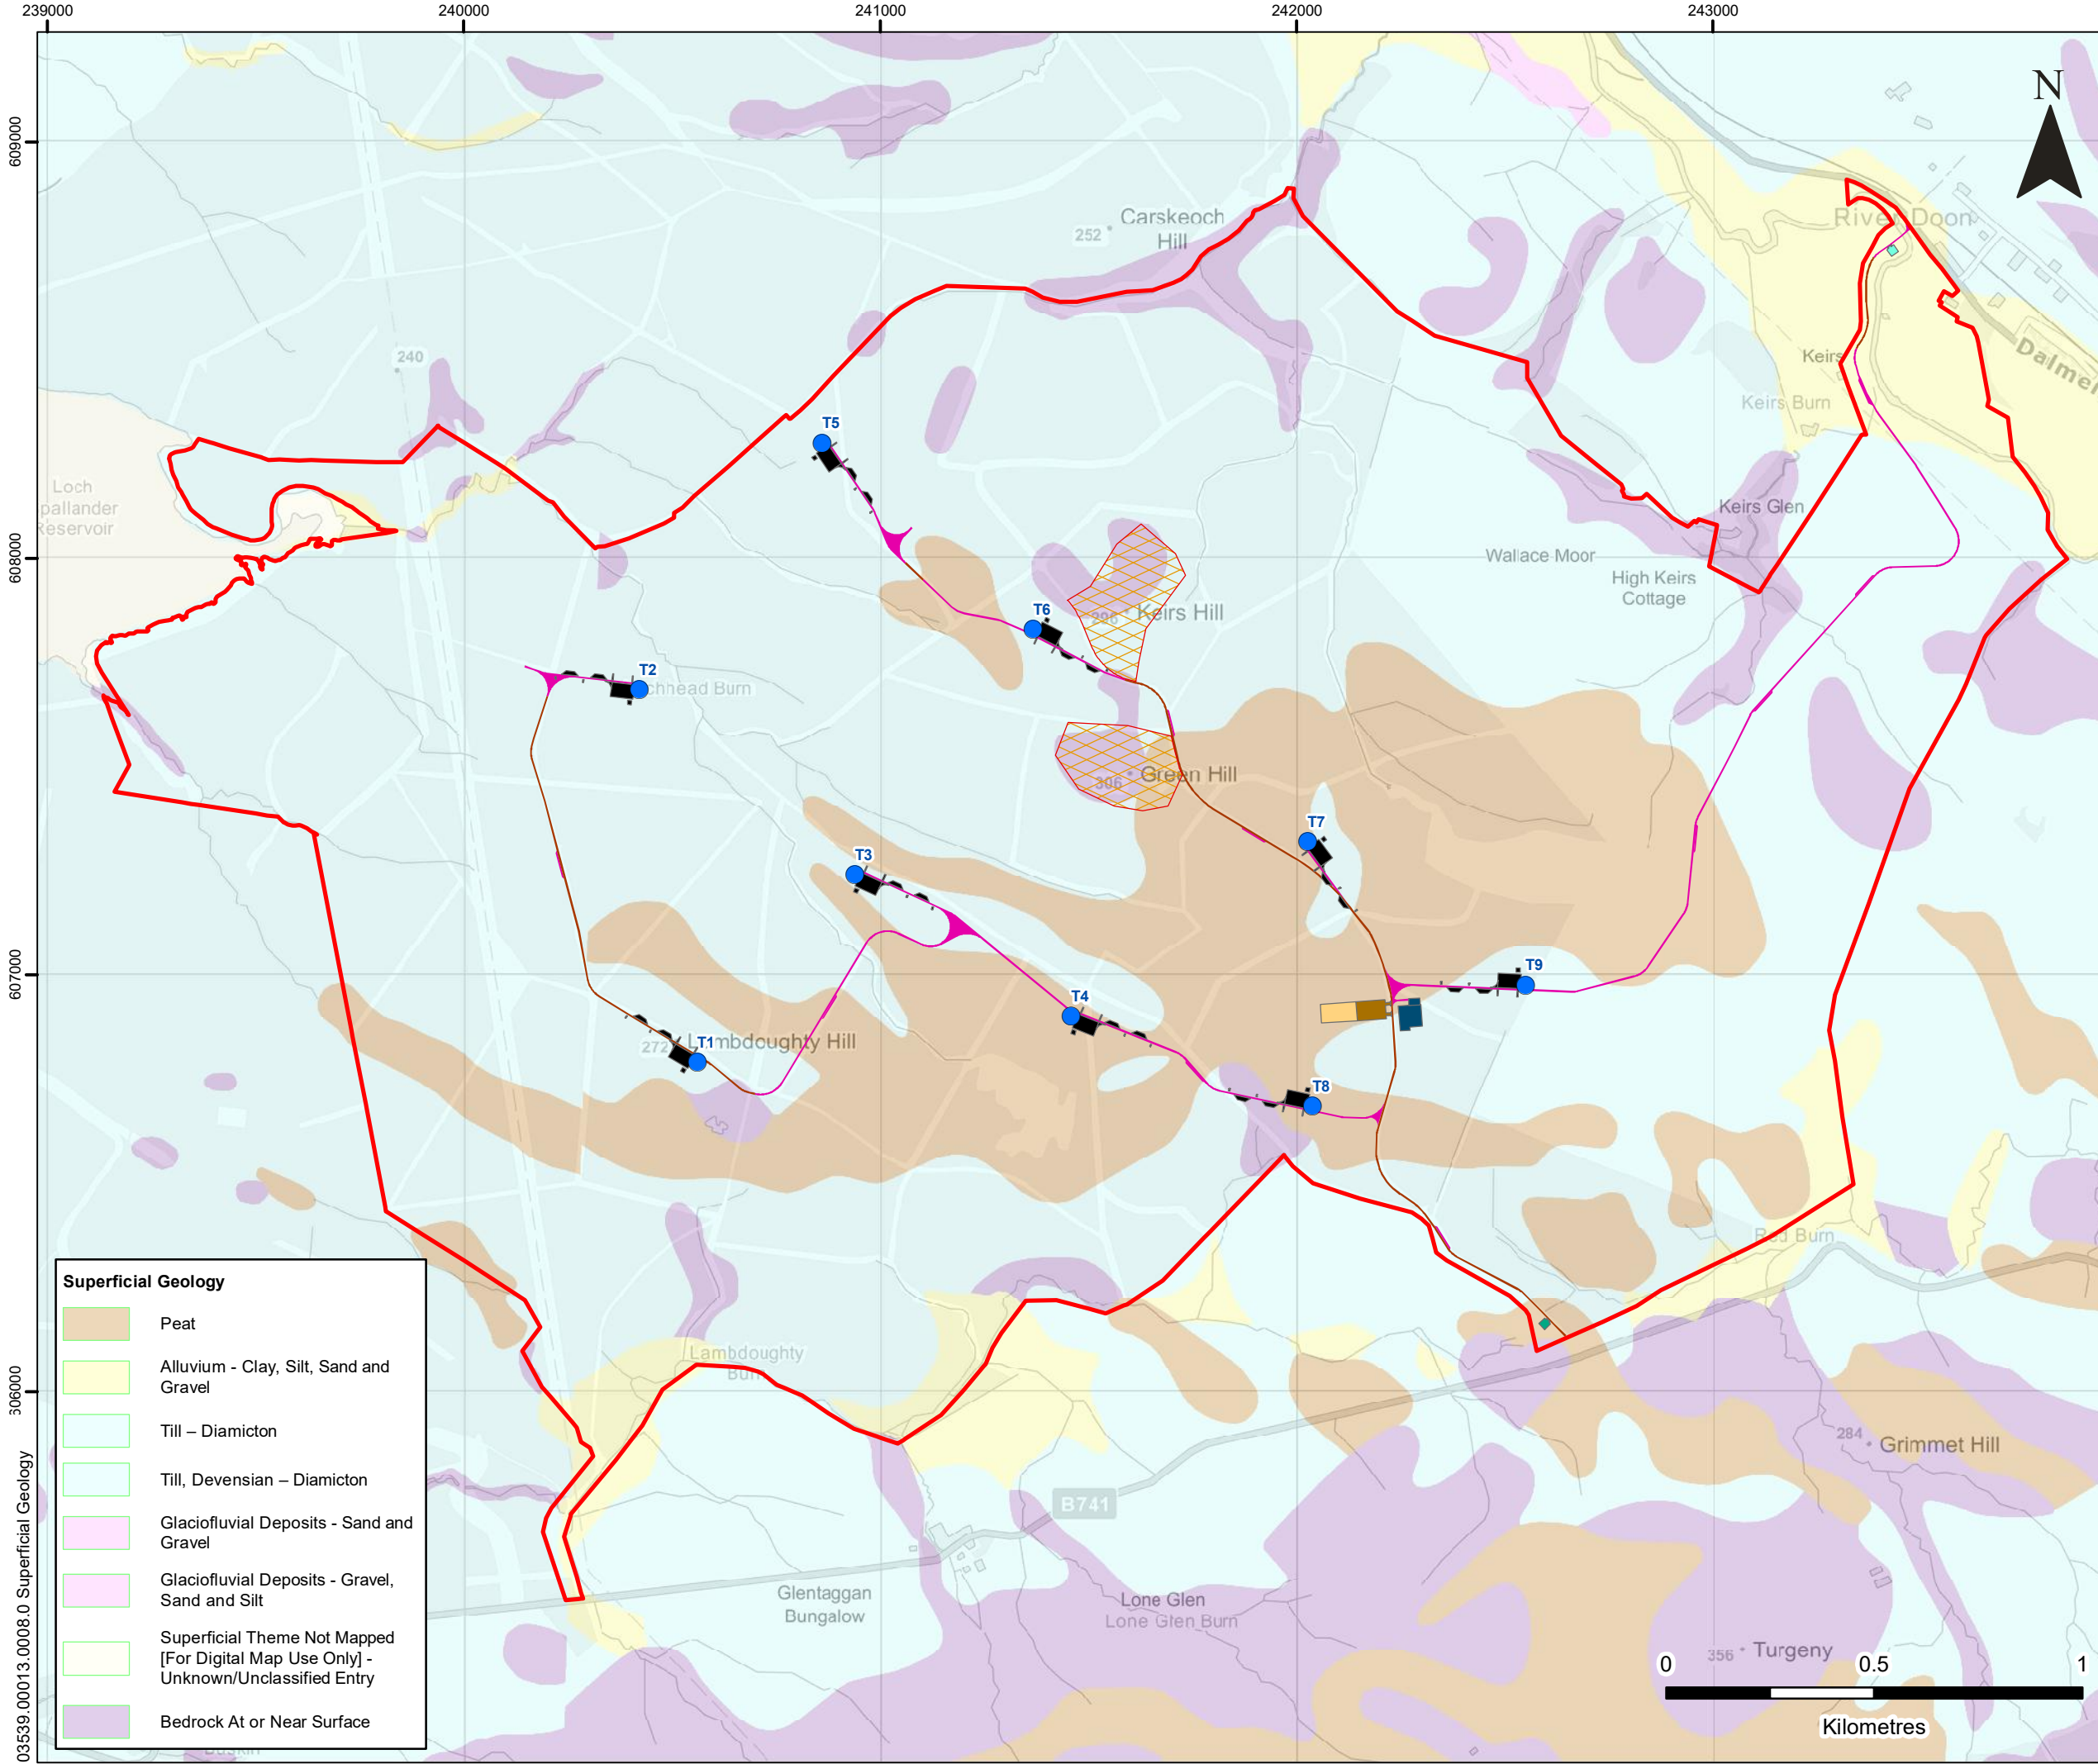 239000
240000
241000
242000
243000
N
609000
608000
607000
Carskeoch
Hill
252
River Doon
240
Keirs
Keirs Burn
T5
Loch
pallander
Reservoir
Keirs Glen
Wallace Moor
High Keirs
Cottage
T6
296
Keirs Hill
T2
chhead Burn
306
Green Hill
T7
T3
T9
T4
272
T1
Lambdoughty Hill
T8
Red Burn
Lambdoughty
Burn
284
Grimmet Hill
B741
Glentaggan
Bungalow
Lone Glen
Lone Glen Burn
356
Turgeny
Superficial Geology
Peat
Alluvium - Clay, Silt, Sand and
Gravel
Till – Diamicton
Till, Devensian – Diamicton
Glaciofluvial Deposits - Sand and
Gravel
Glaciofluvial Deposits - Gravel,
Sand and Silt
Superficial Theme Not Mapped
[For Digital Map Use Only] -
Unknown/Unclassified Entry
Bedrock At or Near Surface
0
0.5
1
Kilometres
03539.00013.0008.0 Superficial Geology